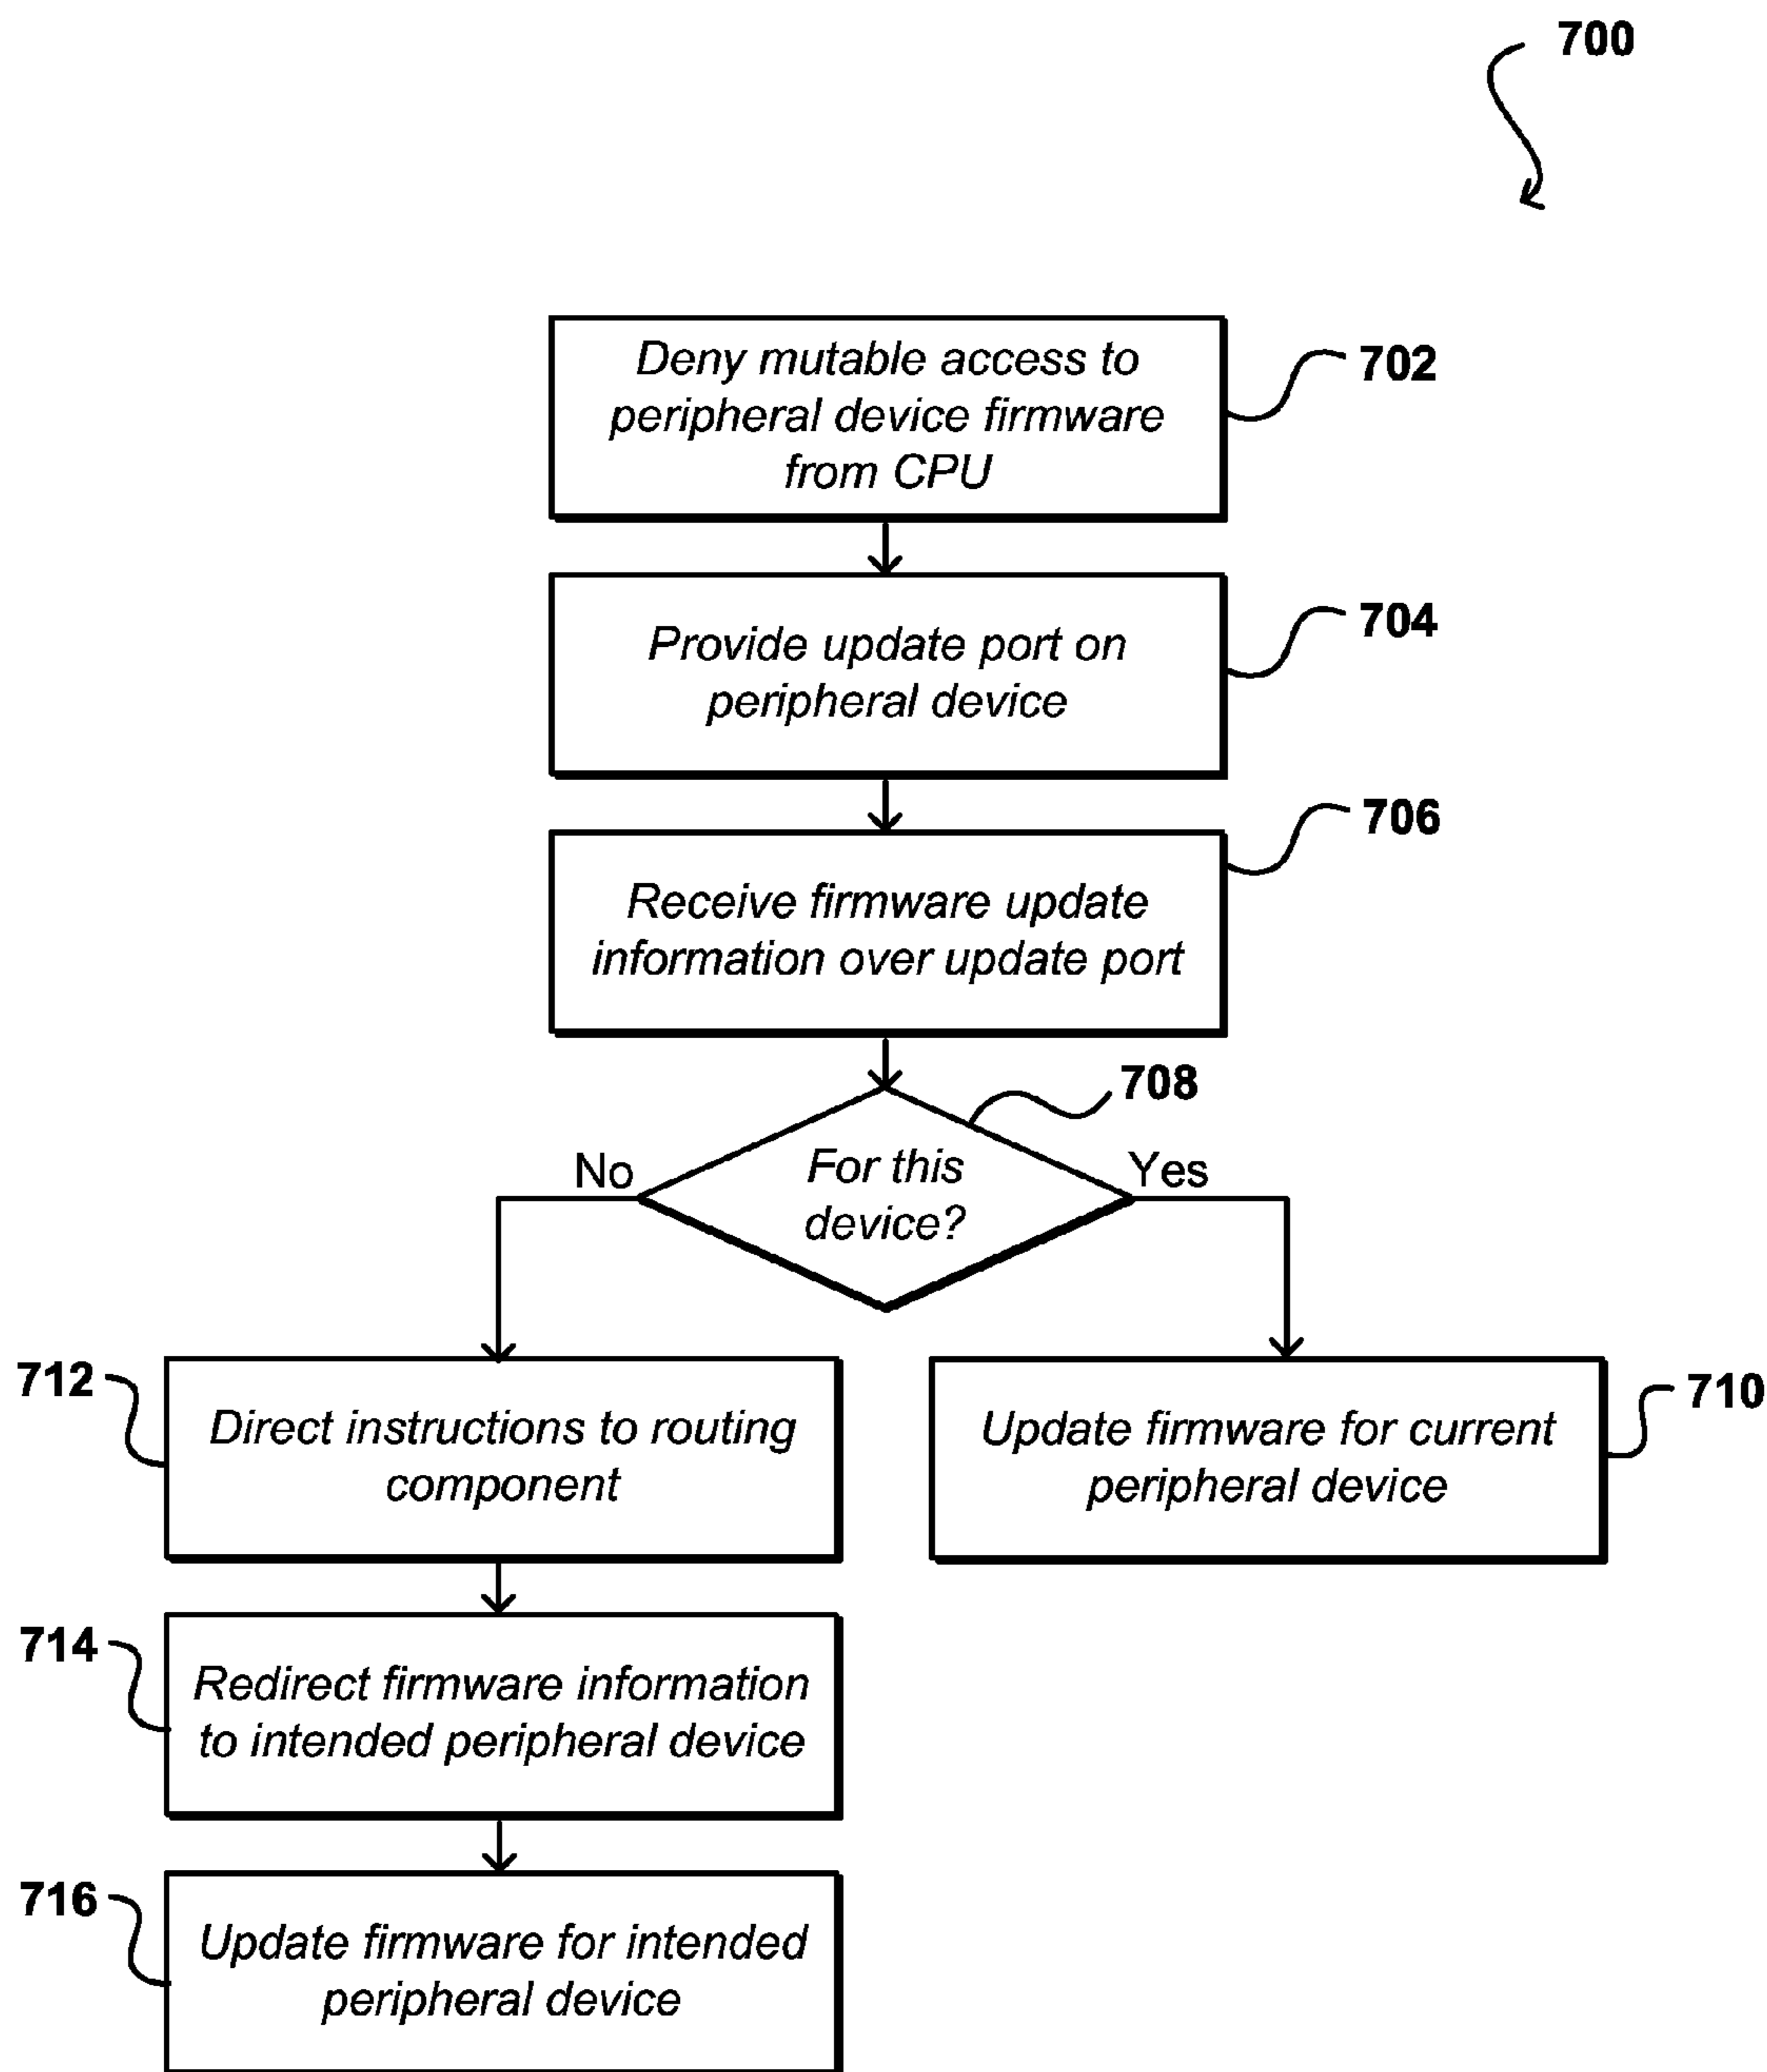 700
Deny mutable access to
peripheral device firmware
from CPU
702
Provide update port on
peripheral device
704
Receive firmware update
information over update port
706
For this
device?
708
No
Yes
Direct instructions to routing
component
712
Update firmware for current
peripheral device
710
Redirect firmware information
to intended peripheral device
714
Update firmware for intended
peripheral device
716